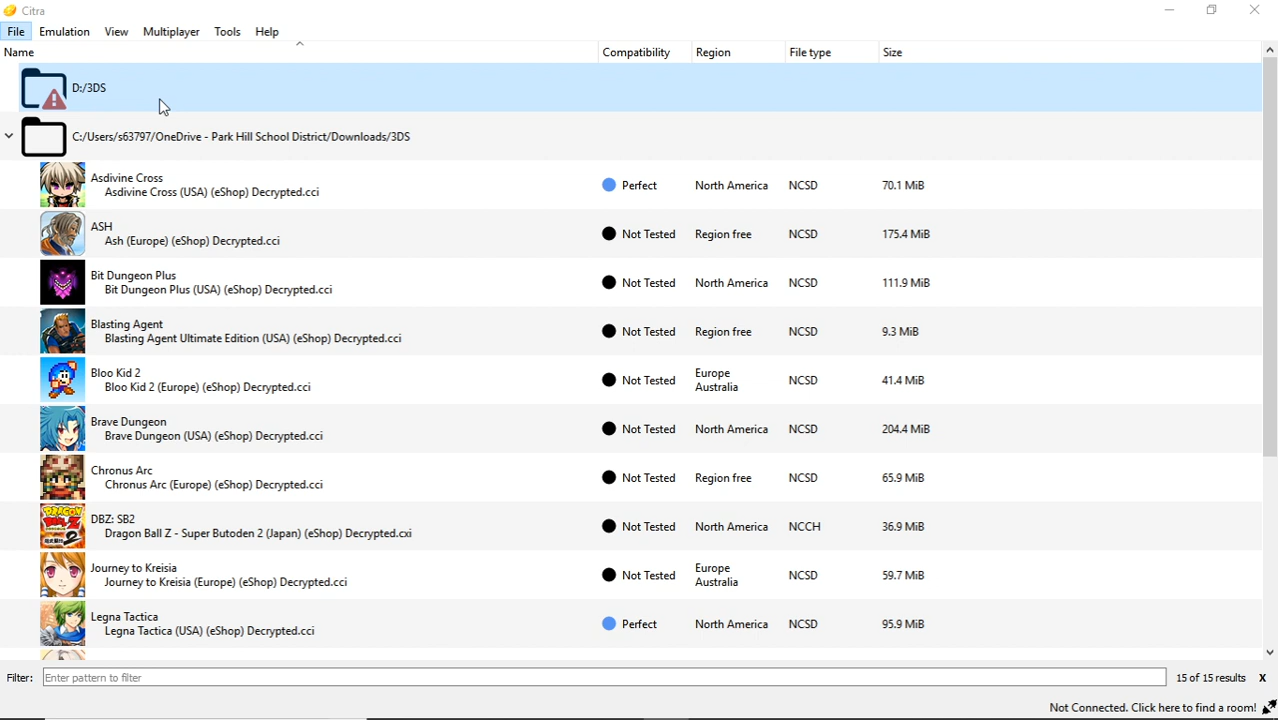 Citra
File Emulation View Multiplayer Tools Help
Name Compatibility Region File type Size
D:/3DS
C:/Users/s63797/OneDrive - Park Hill School District/Downloads/3DS
Asdivine Cross
Asdivine Cross (USA) (eShop) Decrypted.cci
Perfect North America NCSD 70.1 MiB
ASH
Ash (Europe) (eShop) Decrypted.cci
Not Tested Region free NCSD 175.4 MiB
Bit Dungeon Plus
Bit Dungeon Plus (USA) (eShop) Decrypted.cci
Not Tested North America NCSD 111.9 MiB
Blasting Agent
Blasting Agent Ultimate Edition (USA) (eShop) Decrypted.cci
Not Tested Region free NCSD 9.3 MiB
Bloo Kid 2
Bloo Kid 2 (Europe) (eShop) Decrypted.cci
Not Tested Europe Australia NCSD 41.4 MiB
Brave Dungeon
Brave Dungeon (USA) (eShop) Decrypted.cci
Not Tested North America NCSD 204.4 MiB
Chronus Arc
Chronus Arc (Europe) (eShop) Decrypted.cci
Not Tested Region free NCSD 65.9 MiB
DRAGON BALL Z 2
DBZ: SB2
Dragon Ball Z - Super Butoden 2 (Japan) (eShop) Decrypted.cxi
Not Tested North America NCCH 36.9 MiB
Journey to Kreisia
Journey to Kreisia (Europe) (eShop) Decrypted.cci
Not Tested Europe Australia NCSD 59.7 MiB
Legna Tactica
Legna Tactica (USA) (eShop) Decrypted.cci
Perfect North America NCSD 95.9 MiB
Filter: Enter pattern to filter 15 of 15 results X
Not Connected. Click here to find a room!